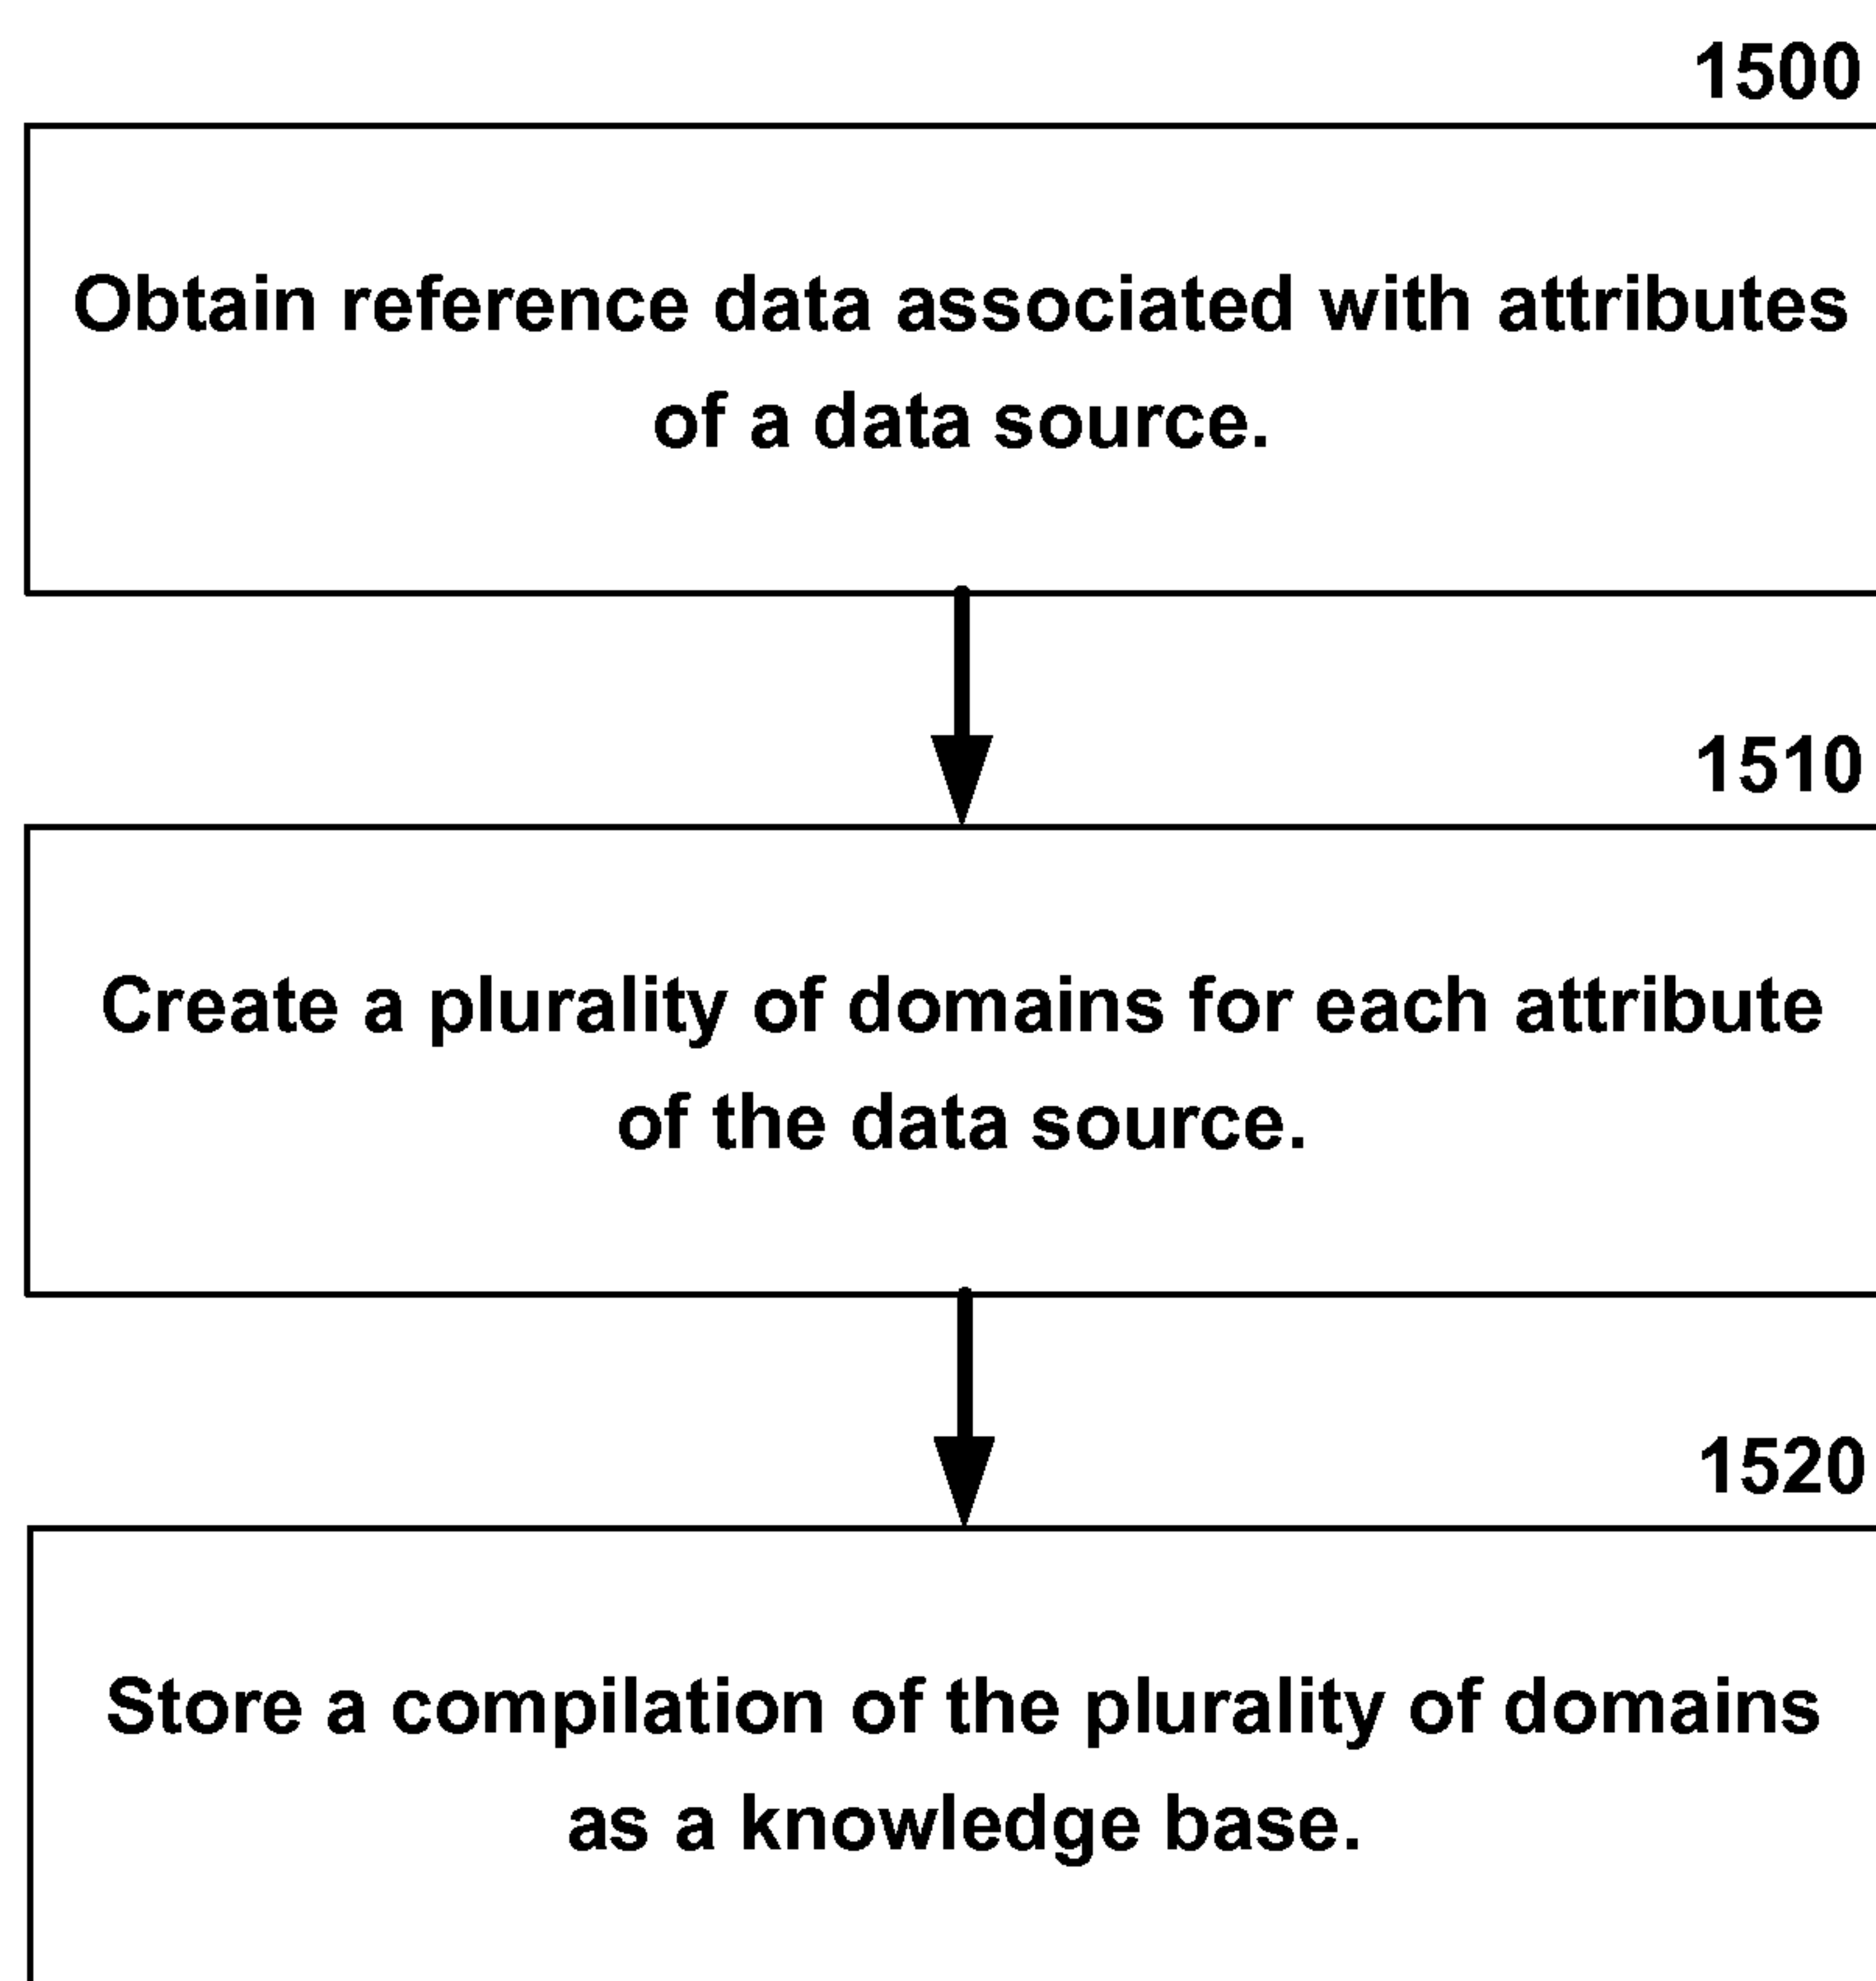 1500
Obtain reference data associated with attributes
of a data source.
1510
Create a plurality of domains for each attribute
of the data source.
1520
Store a compilation of the plurality of domains
as a knowledge base.